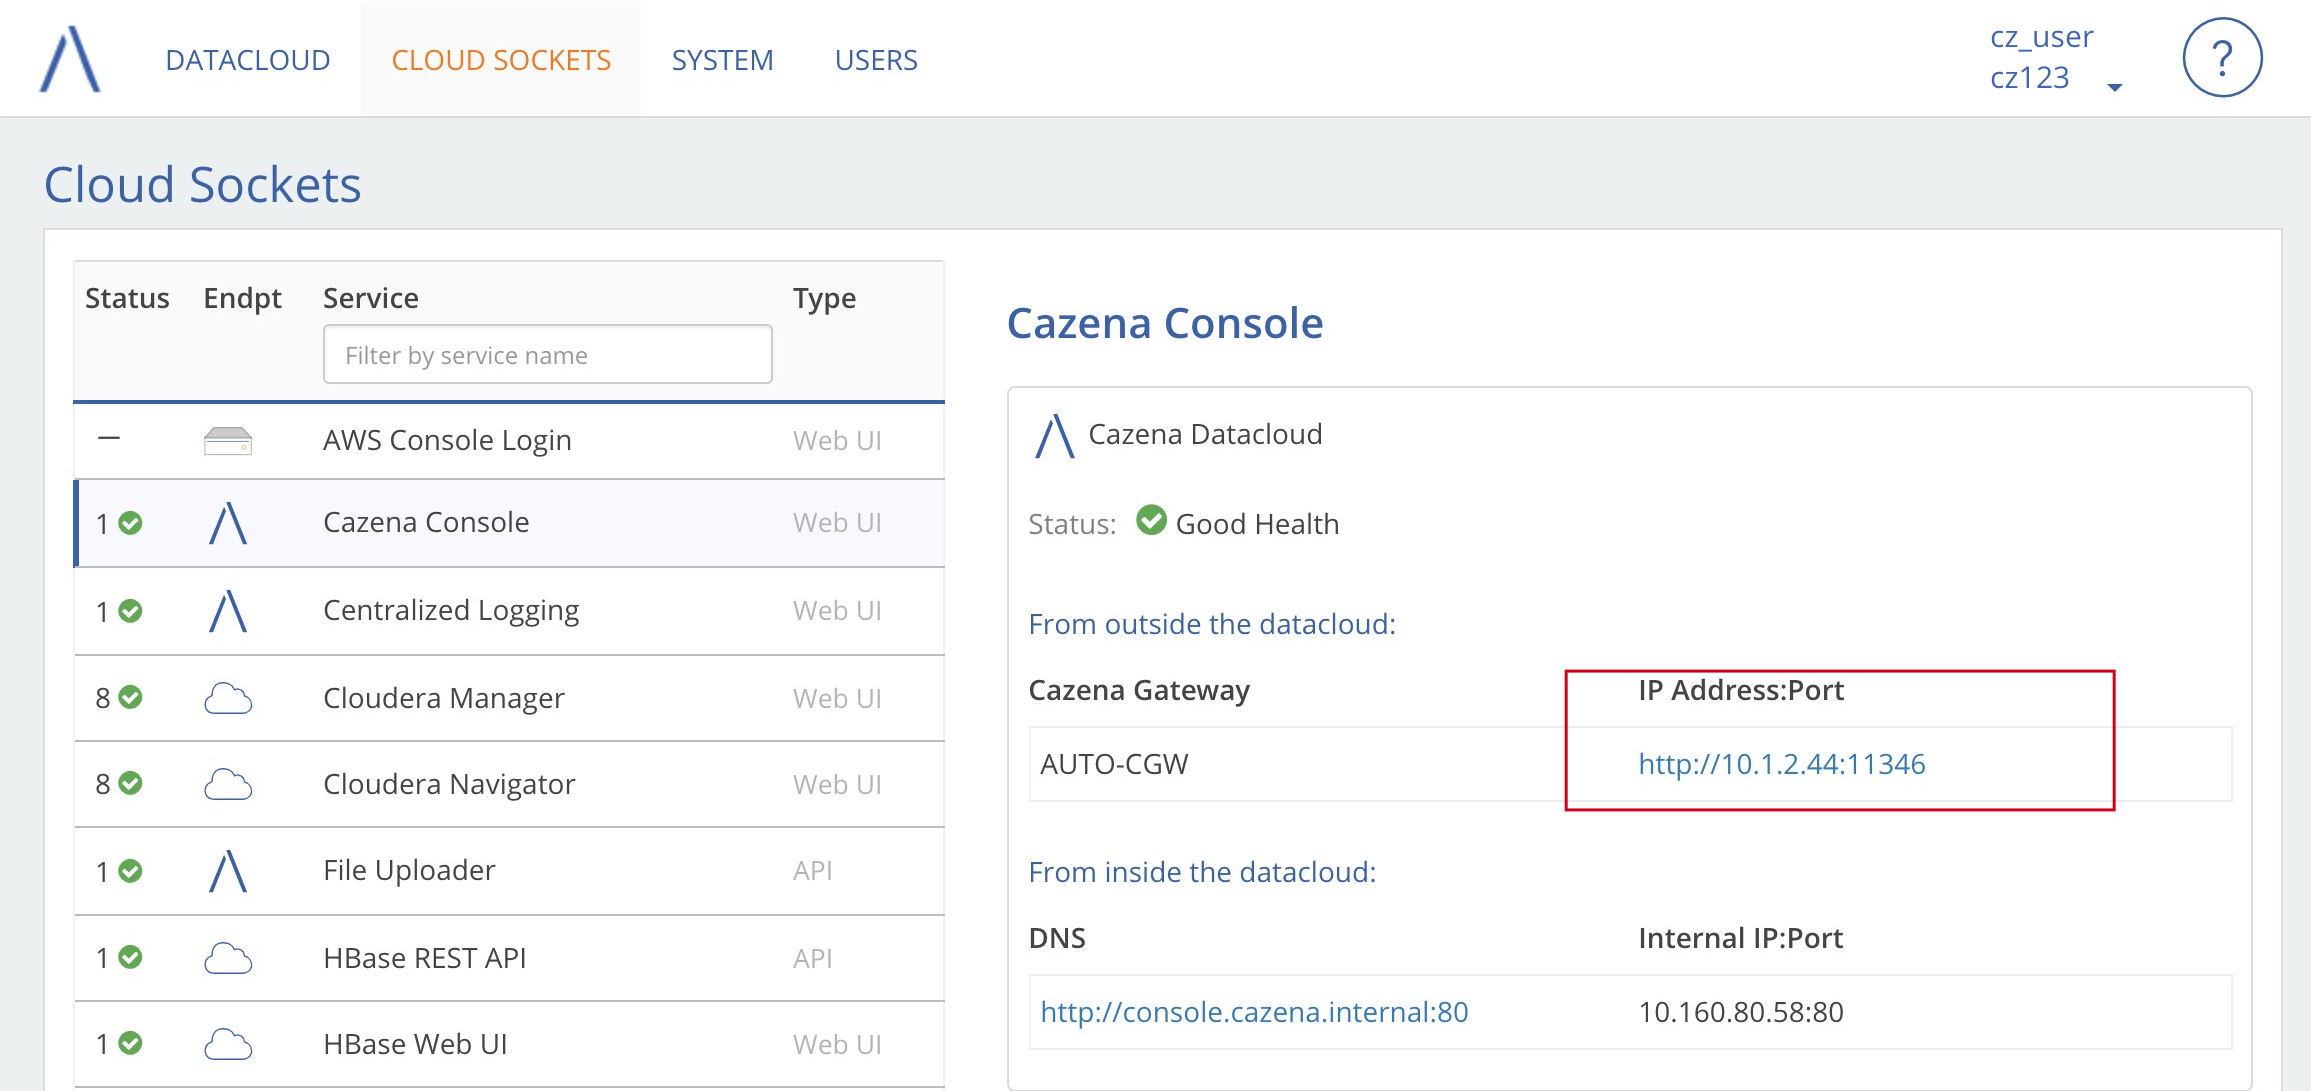 DATACLOUD CLOUD SOCKETS SYSTEM USERS
cz_user
cz123
?
Cloud Sockets
Status Endpt Service Type
Filter by service name
— AWS Console Login Web UI
1 Cazena Console Web UI
1 Centralized Logging Web UI
8 Cloudera Manager Web UI
8 Cloudera Navigator Web UI
1 File Uploader API
1 HBase REST API API
1 HBase Web UI Web UI
Cazena Console
Cazena Datacloud
Status: Good Health
From outside the datacloud:
Cazena Gateway IP Address:Port
AUTO-CGW http://10.1.2.44:11346
From inside the datacloud:
DNS Internal IP:Port
http://console.cazena.internal:80 10.160.80.58:80